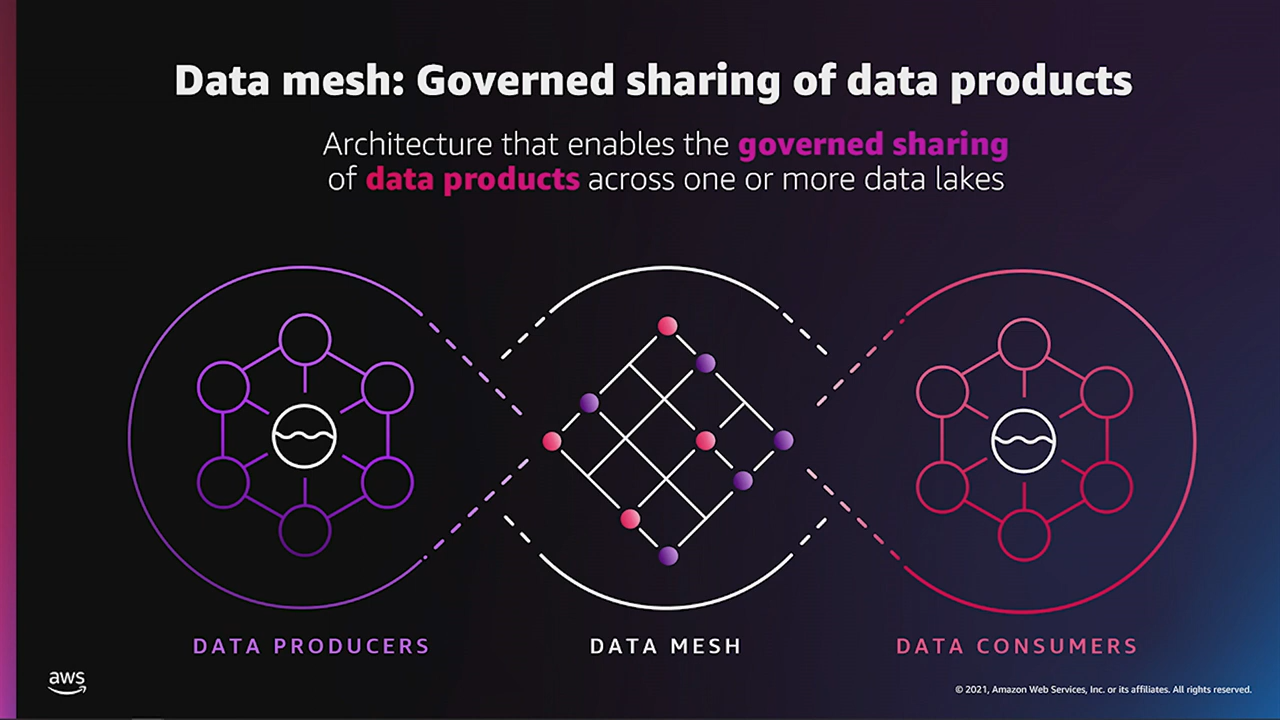 Data mesh: Governed sharing of data products
Architecture that enables the governed sharing
of data products across one or more data lakes
DATA PRODUCERS
DATA MESH
DATA CONSUMERS
aws
© 2021, Amazon Web Services, Inc. or its affiliates. All rights reserved.